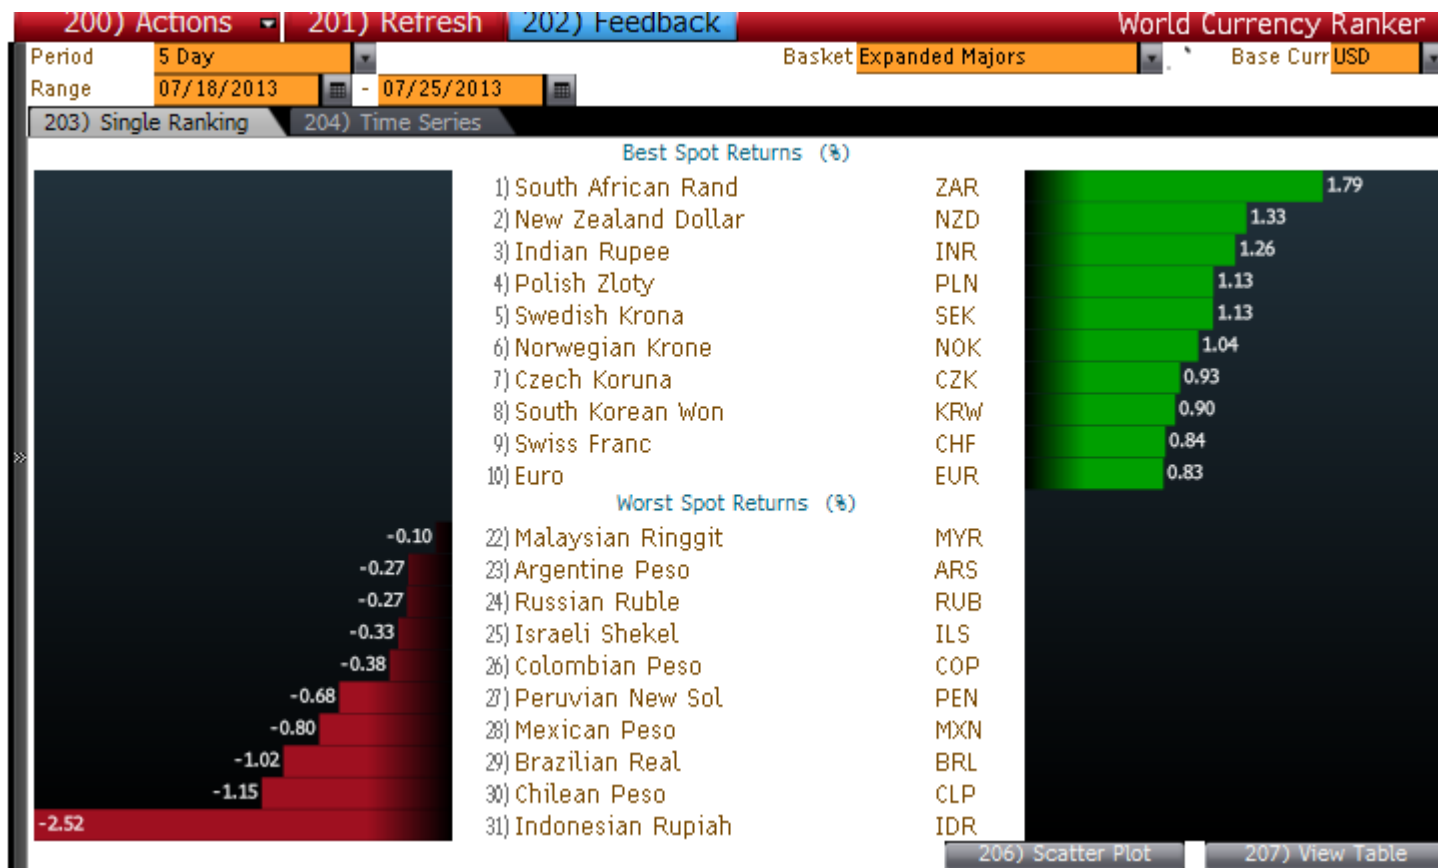 200) Actions 201) Refresh 202) Feedback World Currency Ranker
Period 5 Day Basket Expanded Majors Base Curr USD
Range 07/18/2013 - 07/25/2013
203) Single Ranking 204) Time Series
Best Spot Returns (%)
1) South African Rand ZAR 1.79
2) New Zealand Dollar NZD 1.33
3) Indian Rupee INR 1.26
4) Polish Zloty PLN 1.13
5) Swedish Krona SEK 1.13
6) Norwegian Krone NOK 1.04
7) Czech Koruna CZK 0.93
8) South Korean Won KRW 0.90
9) Swiss Franc CHF 0.84
10) Euro EUR 0.83
Worst Spot Returns (%)
-0.10 22) Malaysian Ringgit MYR
-0.27 23) Argentine Peso ARS
-0.27 24) Russian Ruble RUB
-0.33 25) Israeli Shekel ILS
-0.38 26) Colombian Peso COP
-0.68 27) Peruvian New Sol PEN
-0.80 28) Mexican Peso MXN
-1.02 29) Brazilian Real BRL
-1.15 30) Chilean Peso CLP
-2.52 31) Indonesian Rupiah IDR
206) Scatter Plot 207) View Table